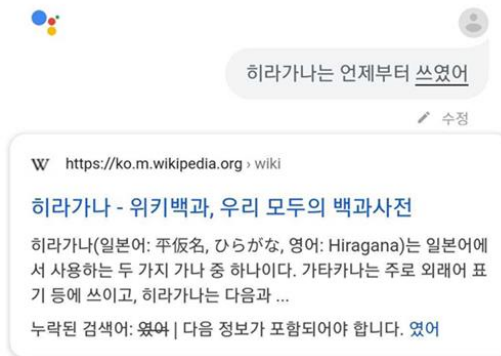 히라가나는 언제부터 쓰였어
수정
W https://ko.m.wikipedia.org › wiki
히라가나 - 위키백과, 우리 모두의 백과사전
히라가나(일본어: 平仮名, ひらがな, 영어: Hiragana)는 일본어에
서 사용하는 두 가지 가나 중 하나이다. 가타카나는 주로 외래어 표
기 등에 쓰이고, 히라가나는 다음과 ...
누락된 검색어: 였어 | 다음 정보가 포함되어야 합니다. 였어